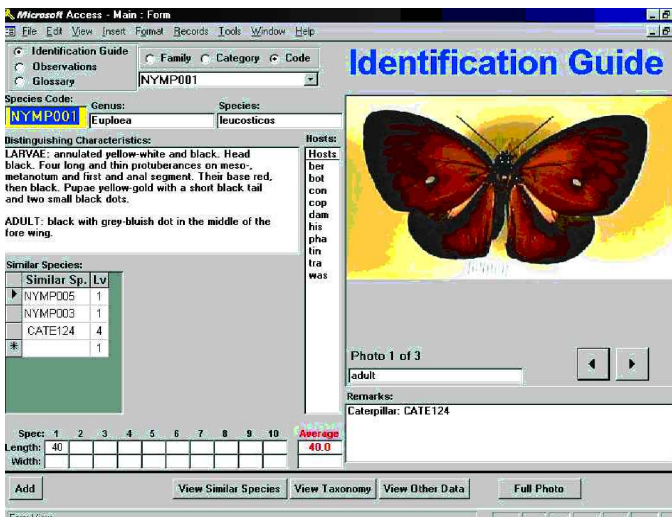 Microsoft Access - Main : Form
File Edit View Insert Format Records Tools Window Help
Identification Guide
Observations
Glossary
Family Category Code
NYMP001
Identification Guide
Species Code:
NYMP001
Genus:
Euploea
Species:
leucosticos
Distinguishing Characteristics:
LARVAE: annulated yellow-white and black. Head
black. Four long and thin protuberances on meso-,
metanotum and first and anal segment. Their base red,
then black. Pupae yellow-gold with a short black tail
and two small black dots.
ADULT: black with grey-bluish dot in the middle of the
fore wing.
Hosts:
Hosts
ber
bot
con
cop
dam
his
pha
tin
tra
was
Similar Species:
Similar Sp. Lv
NYMP005 1
NYMP003 1
CATE124 4
* 1
Photo 1 of 3
adult
Remarks:
Caterpillar: CATE124
Spec: 1 2 3 4 5 6 7 8 9 10 Average
Length: 40 40.0
Width:
Add View Similar Species View Taxonomy View Other Data Full Photo
Form View